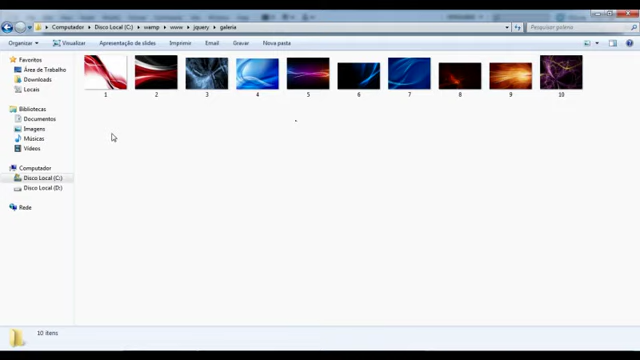 Computador ▸ Disco Local (C:) ▸ wamp ▸ www ▸ jquery ▸ galeria
Pesquisar galeria
Organizar Visualizar Apresentação de slides Imprimir Email Gravar Nova pasta
Favoritos
Área de Trabalho
Downloads
Locais
Bibliotecas
Documentos
Imagens
Músicas
Vídeos
Computador
Disco Local (C:)
Disco Local (D:)
Rede
1 2 3 4 5 6 7 8 9 10
10 itens